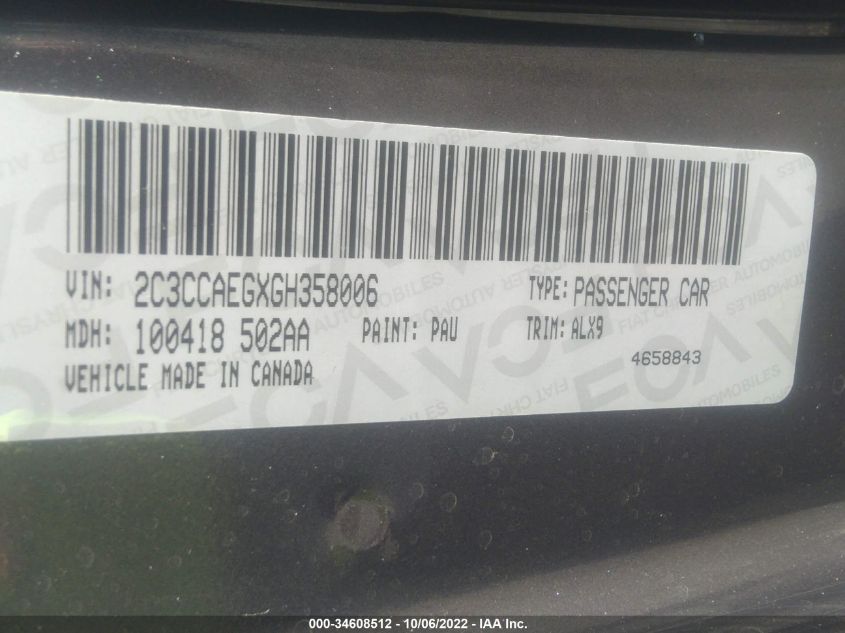 VIN: 2C3CCAEGXGH358006 TYPE: PASSENGER CAR
MDH: 100418 502AA PAINT: PAU TRIM: ALX9
4658843
VEHICLE MADE IN CANADA
000-34608512 - 10/06/2022 - IAA Inc.